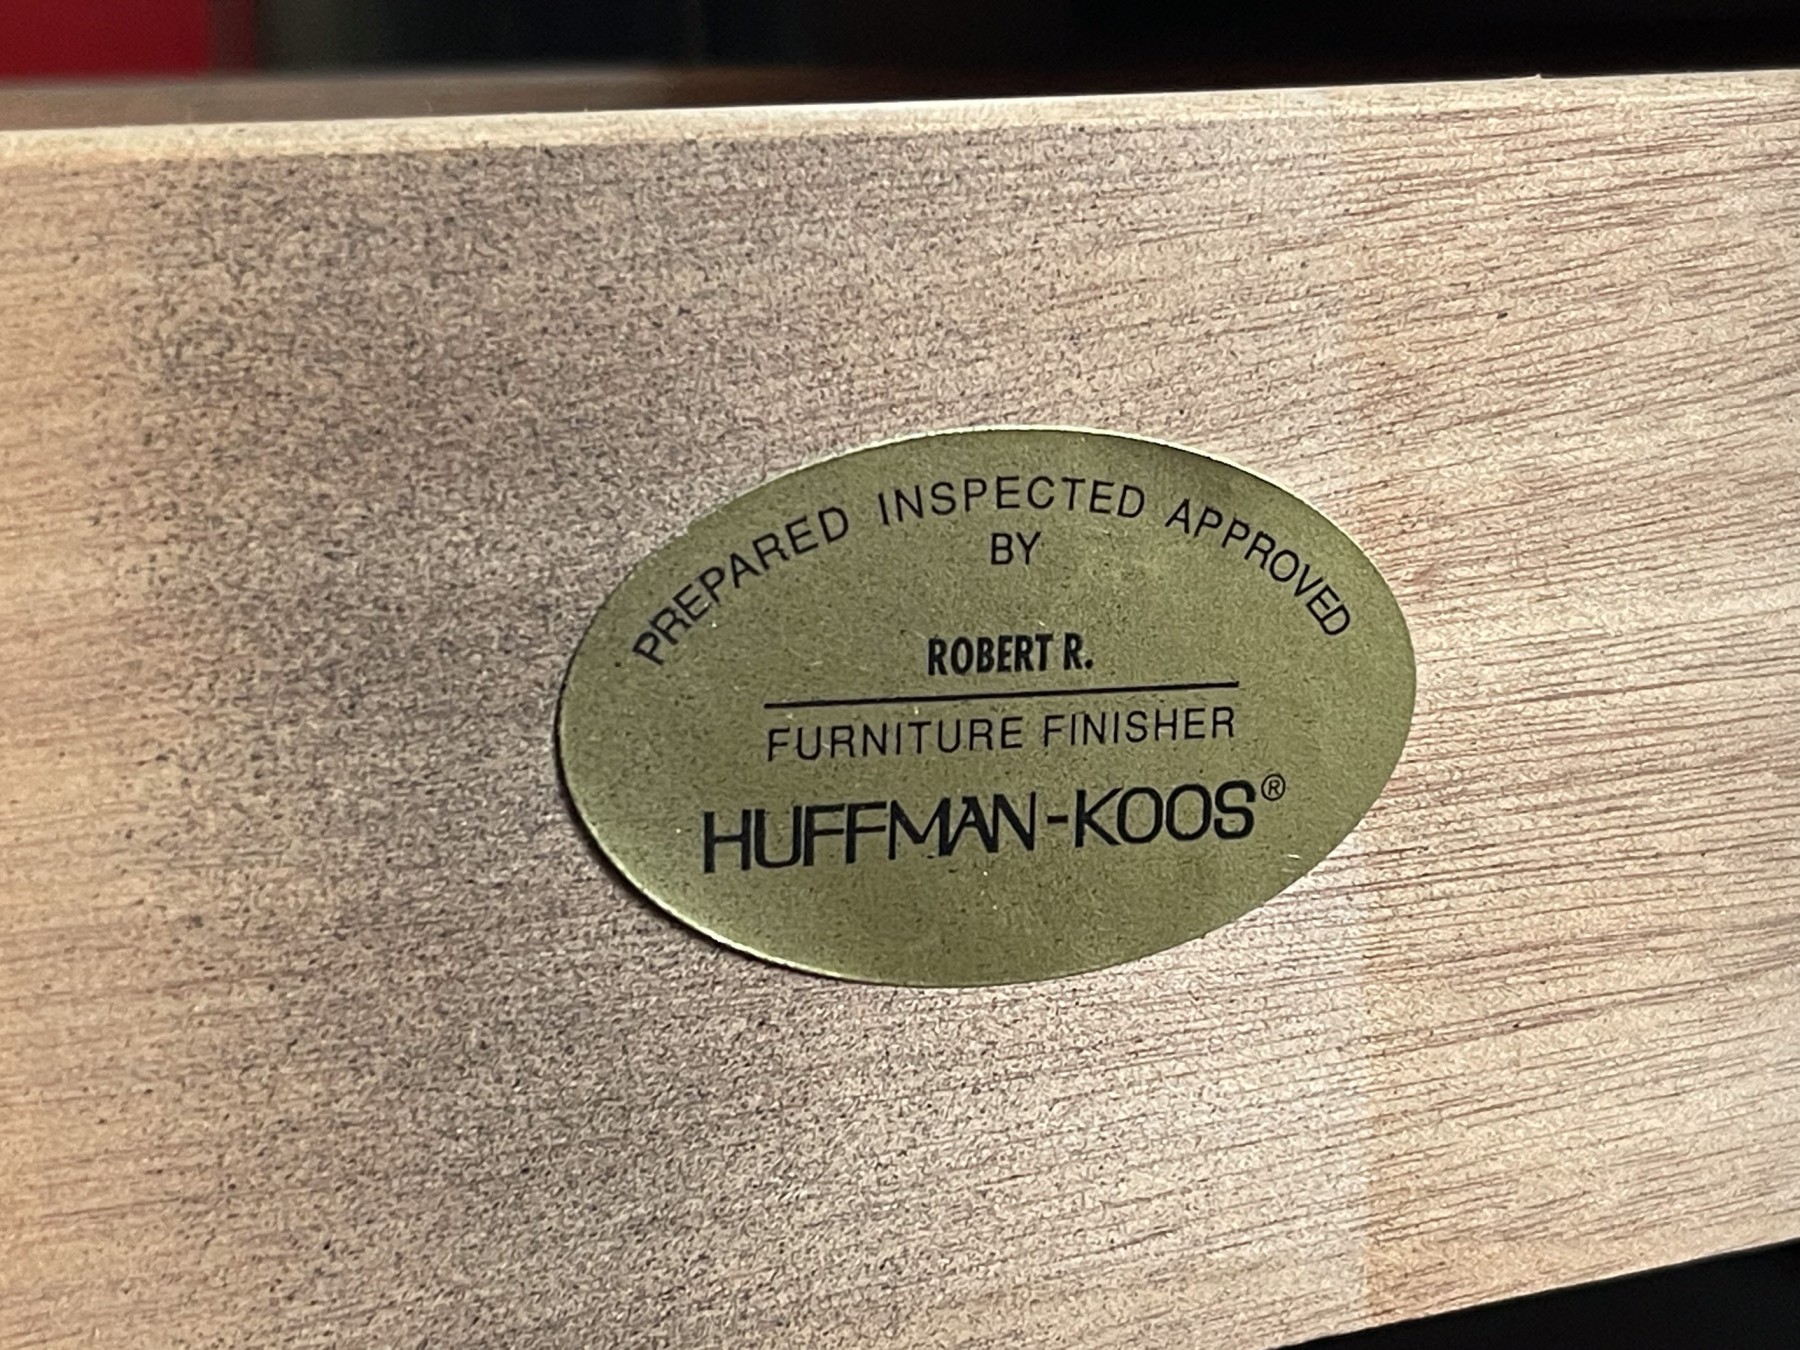 PREPARED INSPECTED APPROVED
BY
ROBERT R.
FURNITURE FINISHER
HUFFMAN-KOOS®